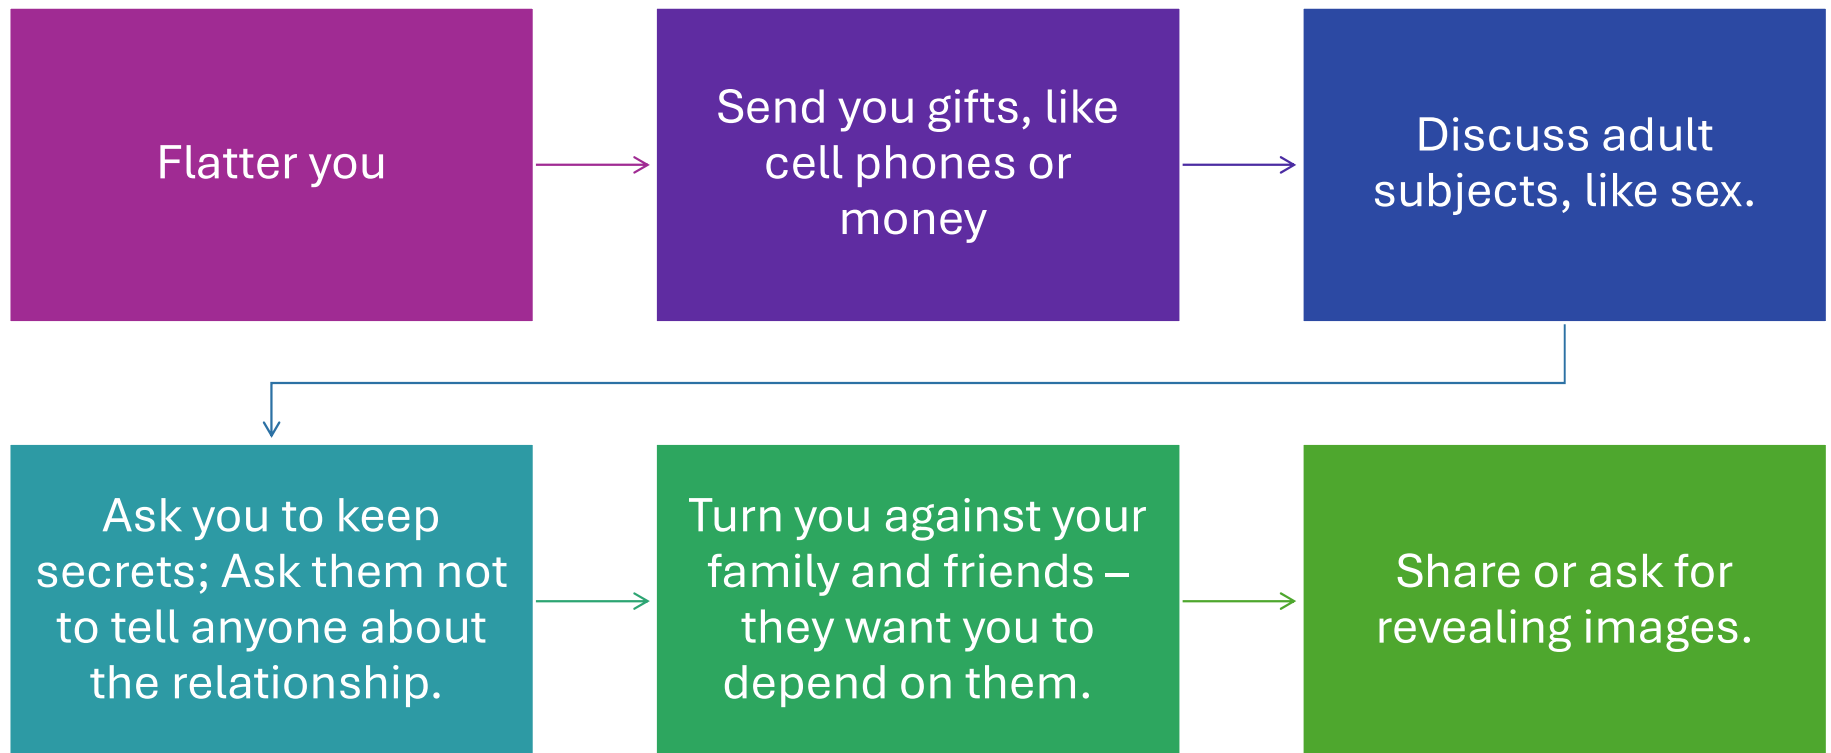 Flatter you
Send you gifts, like
cell phones or
money
Discuss adult
subjects, like sex.
Ask you to keep
secrets; Ask them not
to tell anyone about
the relationship.
Turn you against your
family and friends –
they want you to
depend on them.
Share or ask for
revealing images.